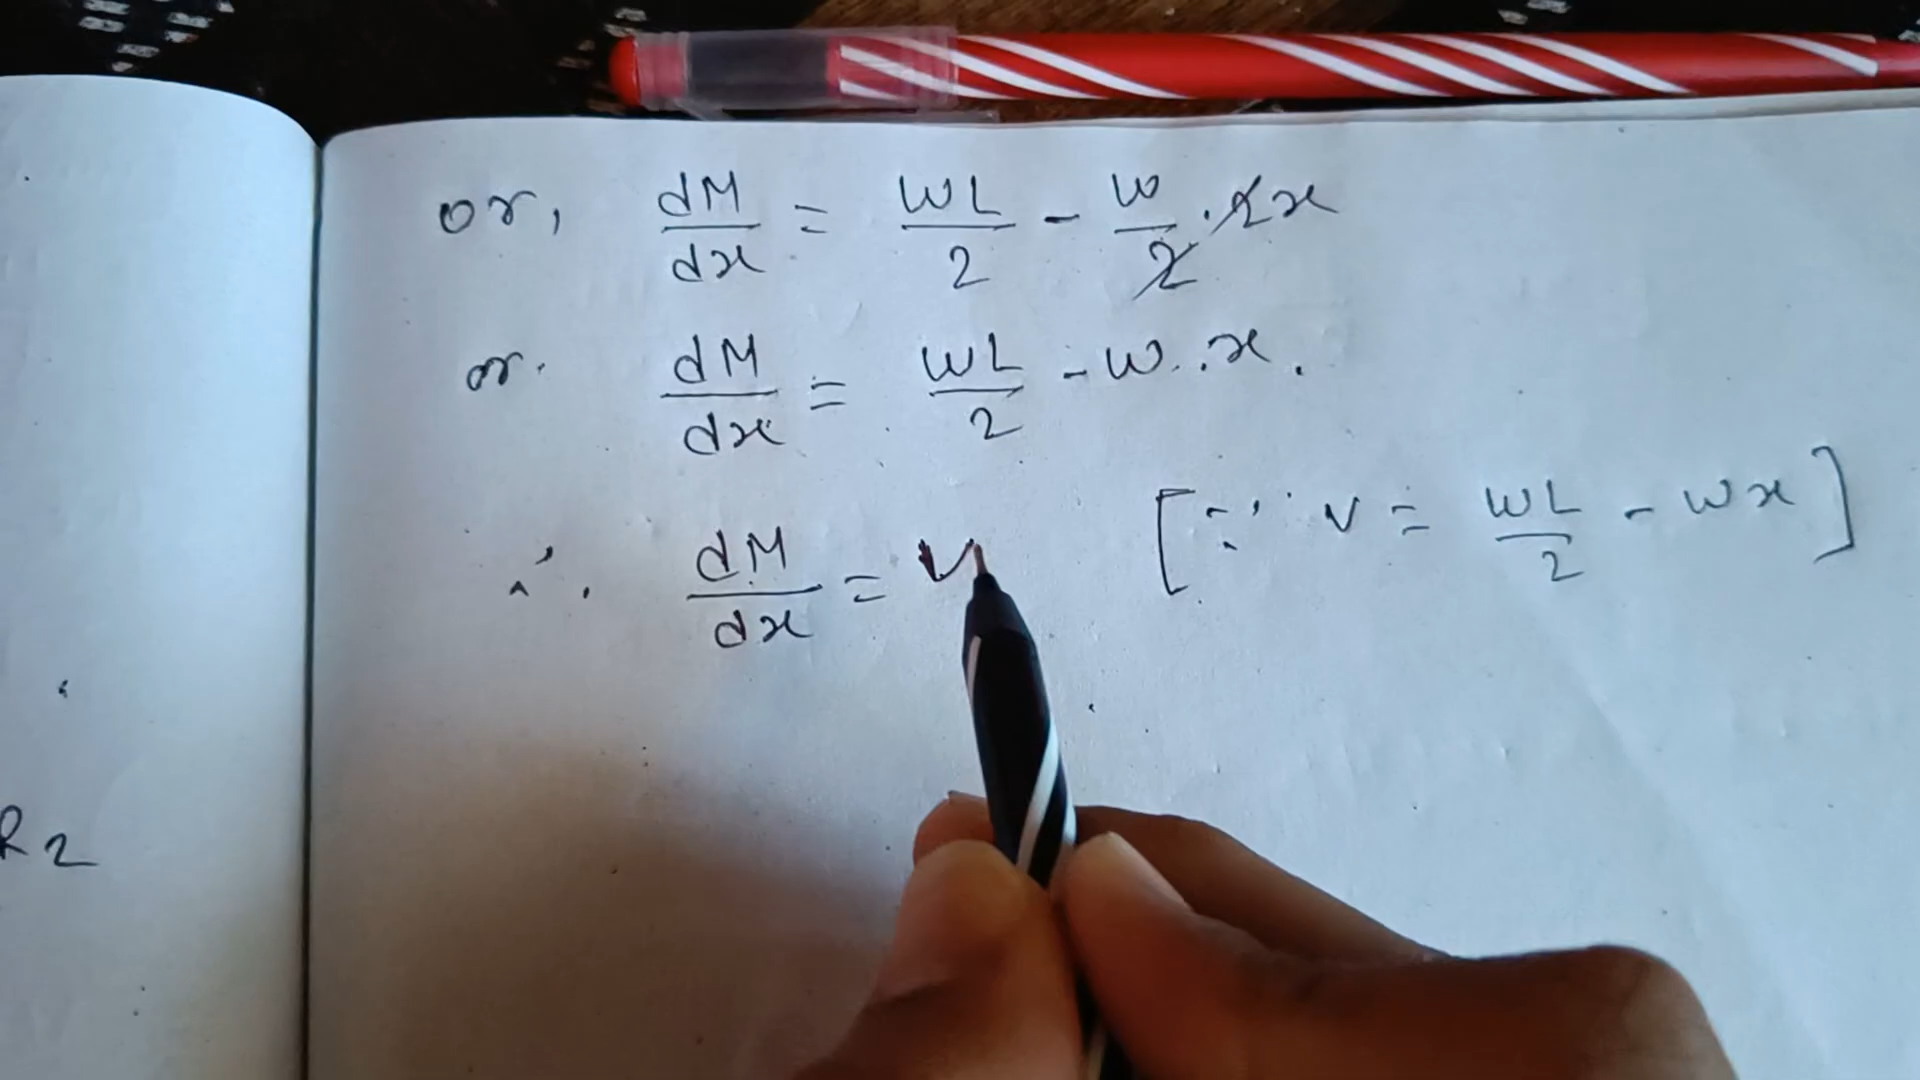 or, dM/dx = WL/2 - W/2 . 2x
or. dM/dx = WL/2 - W..x.
∴ dM/dx = V [∵ V = WL/2 - Wx]
R2